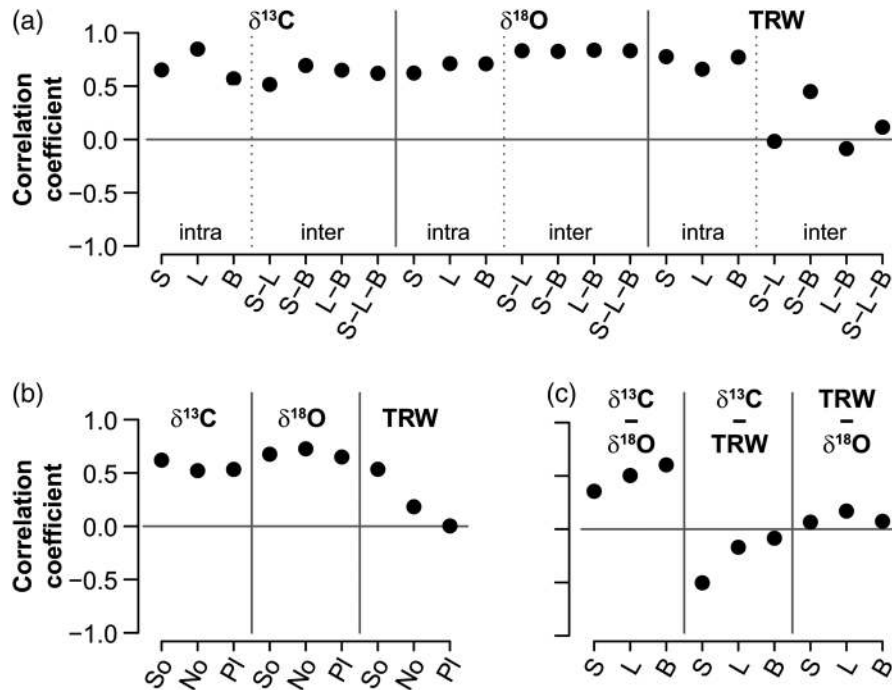 (a)
δ13C δ18O TRW
Correlation coefficient
1.0
0.5
0.0
−0.5
−1.0
intra inter intra inter intra inter
S L B S−L S−B L−B S−L−B S L B S−L S−B L−B S−L−B S L B S−L S−B L−B S−L−B
(b)
δ13C δ18O TRW
Correlation coefficient
1.0
0.5
0.0
−0.5
−1.0
So No Pl So No Pl So No Pl
(c)
δ13C – δ18O
δ13C – TRW
TRW – δ18O
S L B S L B S L B